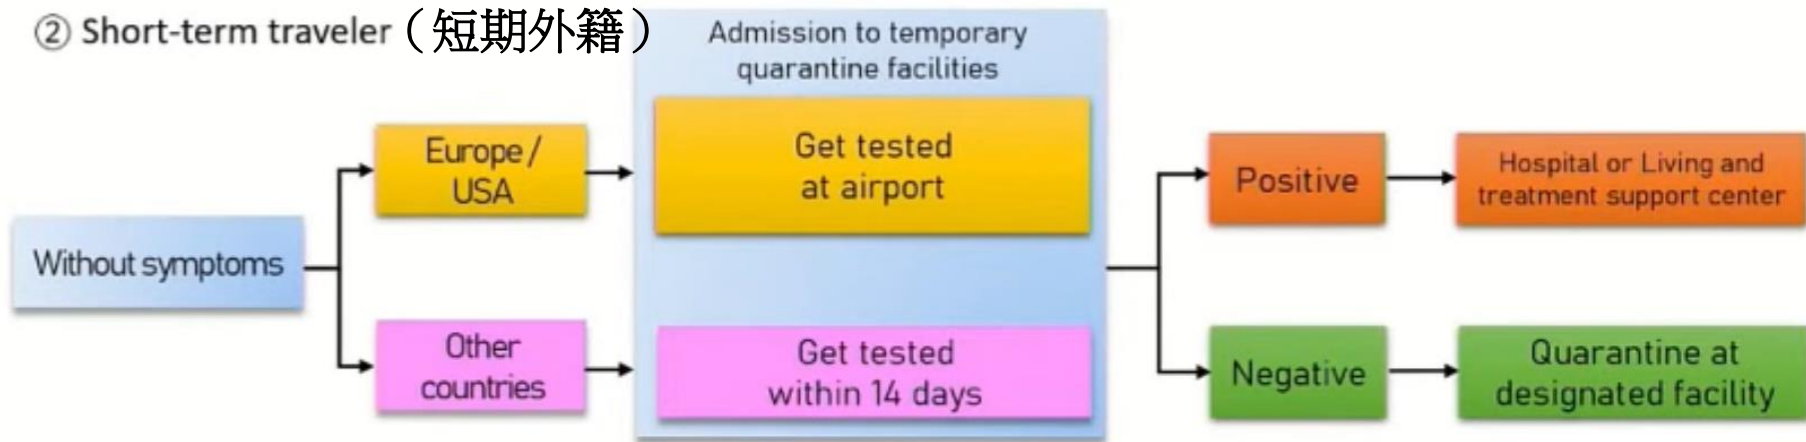 ② Short-term traveler（短期外籍）
Admission to temporary
quarantine facilities
Without symptoms
Europe/
USA
Get tested
at airport
Other
countries
Get tested
within 14 days
Positive
Hospital or Living and
treatment support center
Negative
Quarantine at
designated facility